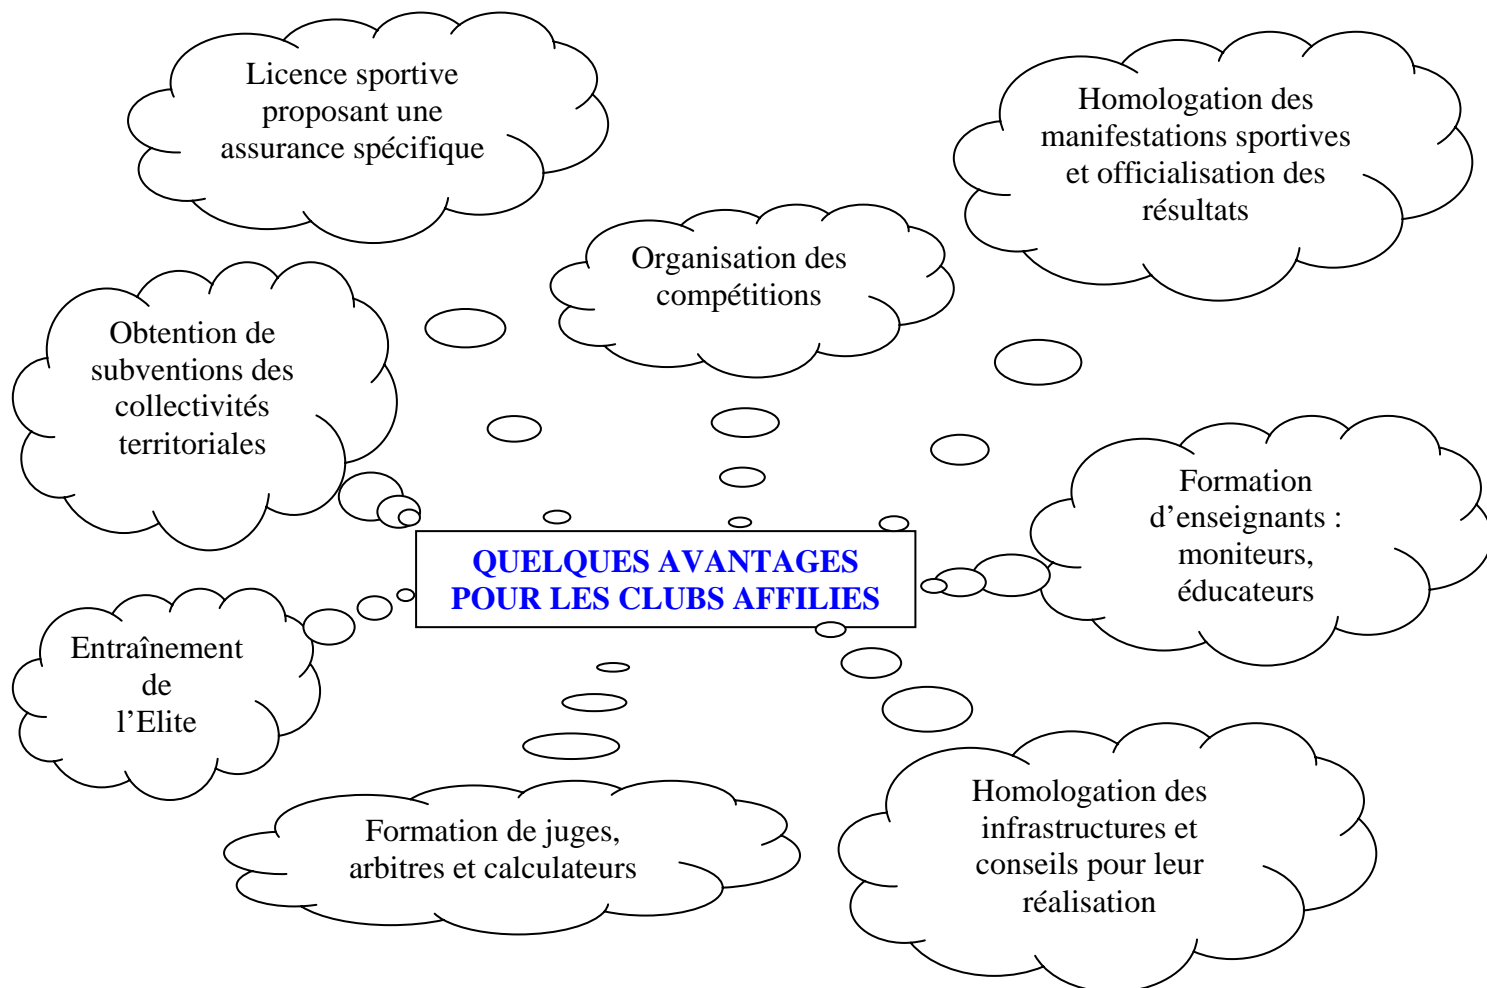 Licence sportive
proposant une
assurance spécifique
Homologation des
manifestations sportives
et officialisation des
résultats
Organisation des
compétitions
Obtention de
subventions des
collectivités
territoriales
Formation
d’enseignants :
moniteurs,
éducateurs
QUELQUES AVANTAGES
POUR LES CLUBS AFFILIES
Entraînement
de
l’Elite
Formation de juges,
arbitres et calculateurs
Homologation des
infrastructures et
conseils pour leur
réalisation